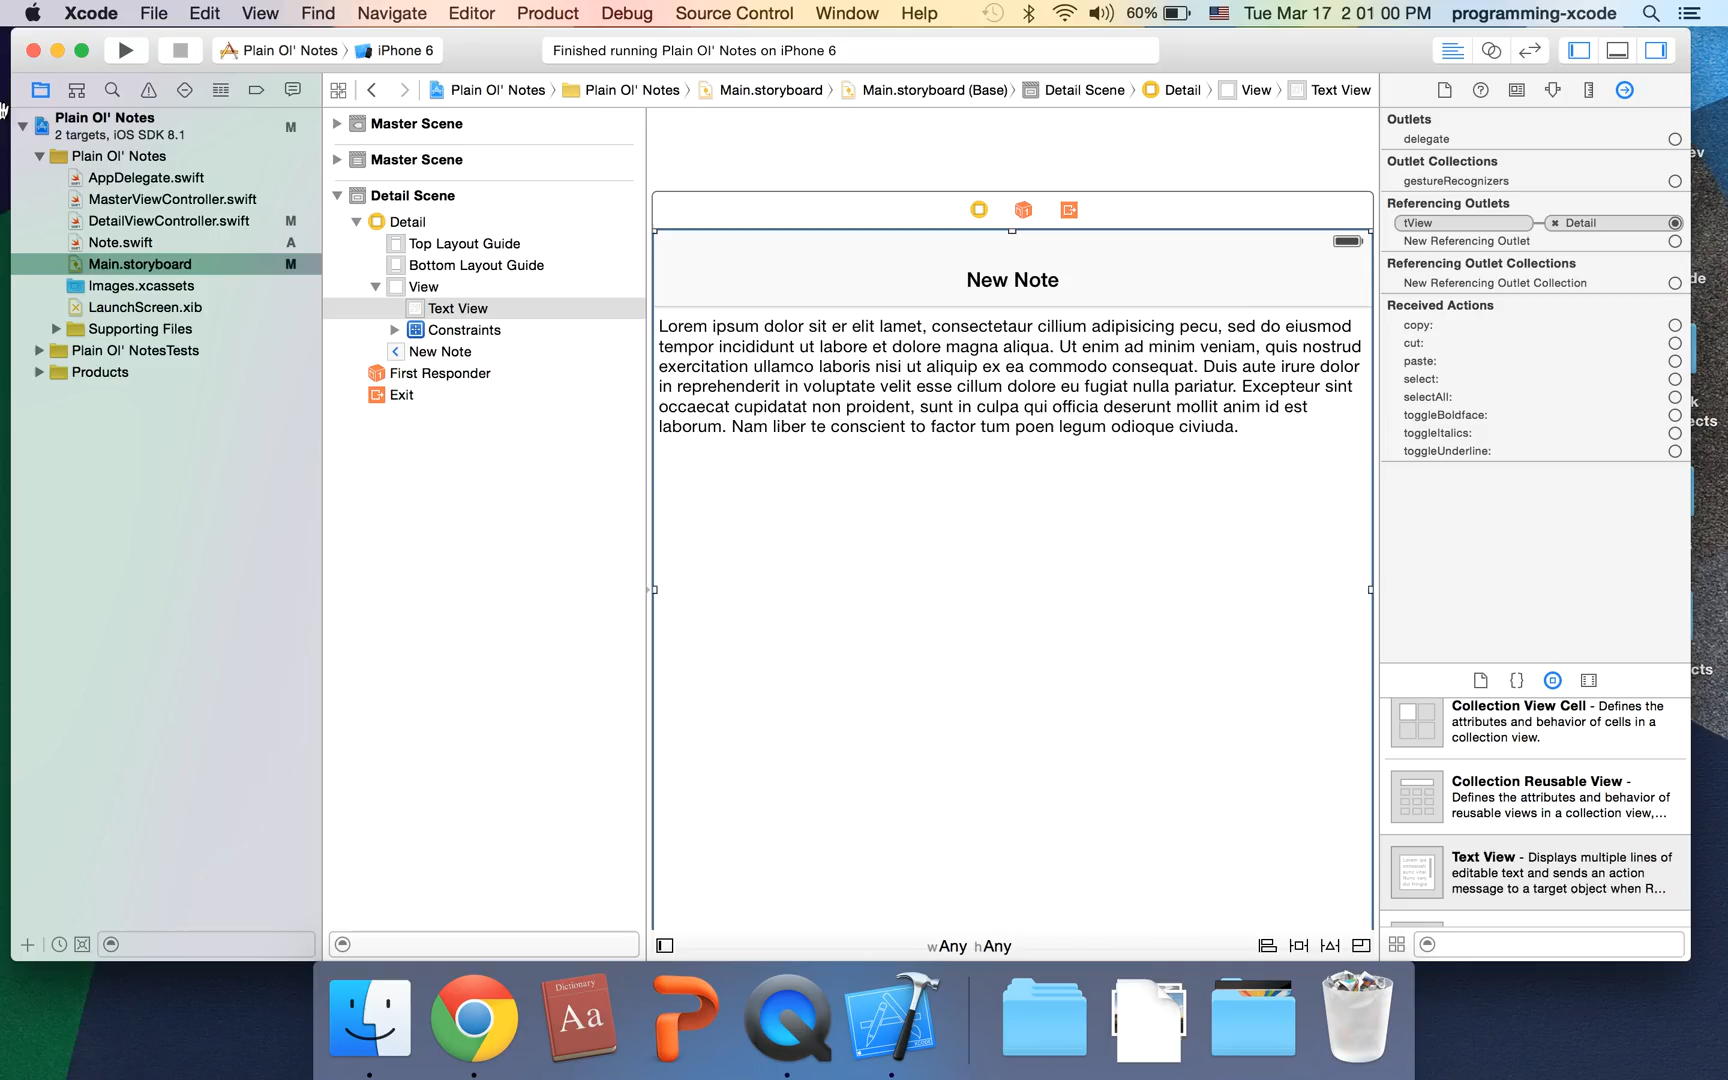 Xcode File Edit View Find Navigate Editor Product Debug Source Control Window Help 60% Tue Mar 17 2 01 00 PM programming-xcode
Plain Ol' Notes iPhone 6 Finished running Plain Ol' Notes on iPhone 6
Plain Ol' Notes Plain Ol' Notes Main.storyboard Main.storyboard (Base) Detail Scene Detail View Text View
Plain Ol' Notes
2 targets, iOS SDK 8.1
M
Plain Ol' Notes
AppDelegate.swift
MasterViewController.swift
DetailViewController.swift M
Note.swift A
Main.storyboard M
Images.xcassets
LaunchScreen.xib
Supporting Files
Plain Ol' NotesTests
Products
Master Scene
Master Scene
Detail Scene
Detail
Top Layout Guide
Bottom Layout Guide
View
Text View
Constraints
New Note
First Responder
Exit
New Note
Lorem ipsum dolor sit er elit lamet, consectetaur cillium adipisicing pecu, sed do eiusmod
tempor incididunt ut labore et dolore magna aliqua. Ut enim ad minim veniam, quis nostrud
exercitation ullamco laboris nisi ut aliquip ex ea commodo consequat. Duis aute irure dolor
in reprehenderit in voluptate velit esse cillum dolore eu fugiat nulla pariatur. Excepteur sint
occaecat cupidatat non proident, sunt in culpa qui officia deserunt mollit anim id est
laborum. Nam liber te conscient to factor tum poen legum odioque civiuda.
wAny hAny
Outlets
delegate
Outlet Collections
gestureRecognizers
Referencing Outlets
tView Detail
New Referencing Outlet
Referencing Outlet Collections
New Referencing Outlet Collection
Received Actions
copy:
cut:
paste:
select:
selectAll:
toggleBoldface:
toggleItalics:
toggleUnderline:
Collection View Cell - Defines the
attributes and behavior of cells in a
collection view.
Collection Reusable View -
Defines the attributes and behavior of
reusable views in a collection view,...
Text View - Displays multiple lines of
editable text and sends an action
message to a target object when R...
Dictionary
Aa